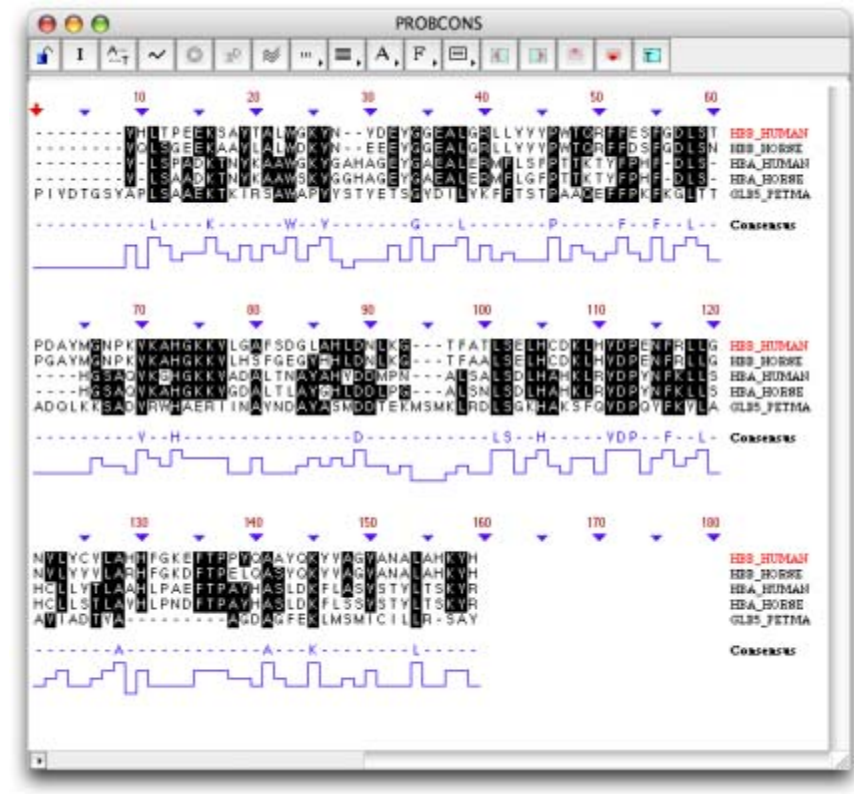 PROBCONS
10 20 30 40 50 60
--------VHLTPEEKSAVTALWGKVN--VDEVGGEALGRLLVVYPWTQRFFESFGDLST HBB_HUMAN
--------VQLSGEEKAAVLALWDKVN--EEEVGGEALGRLLVVYPWTQRFFDSFGDLSN HBB_HORSE
--------V-LSPADKTNVKAAWGKVGAHAGEYGAEALERMFLSFPTTKTYFPHF-DLS- HBA_HUMAN
--------V-LSAADKTNVKAAWSKVGGHAGEYGAEALERMFLGFPTTKTYFPHF-DLS- HBA_HORSE
PIVDTGSVAPLSAAEKTKIRSAWAPVYSTYETSGVDILVKFFTSTPAAQEFFPKFKGLTT GLB5_PETMA
----------L----K------W--V-------G---L-------P-----F--F--L-- Consensus
70 80 90 100 110 120
PDAVMGNPKVKAHGKKVLGAFSDGLAHLDNLKG---TFATLSELHCDKLHVDPENFRLLG HBB_HUMAN
PGAVMGNPKVKAHGKKVLHSFGEGVHHLDNLKG---TFAALSELHCDKLHVDPENFRLLG HBB_HORSE
----HGSAQVKGHGKKVADALTNAVAHVDDMPN---ALSALSDLHAHKLRVDPVNFKLLS HBA_HUMAN
----HGSAQVKAHGKKVGDALTLAVGHLDDLPG---ALSNLSDLHAHKLRVDPVNFKLLS HBA_HORSE
ADQLKKSADVRWHAERIINAVNDAVASMDDTEKMSMKLRDLSGKHAKSFQVDPQYFKVLA GLB5_PETMA
---------V--H---------------D-----------LS--H-----VDP--F--L- Consensus
130 140 150 160 170 180
NVLVCVLAHHFGKEFTPPVQAAYQKVVAGVANALAHKYH HBB_HUMAN
NVLVVVLARHFGKDFTPELQASYQKVVAGVANALAHKYH HBB_HORSE
HCLLVTLAAHLPAEFTPAVHASLDKFLASVSTVLTSKYR HBA_HUMAN
HCLLSTLAVHLPNDFTPAVHASLDKFLSSVSTVLTSKYR HBA_HORSE
AVIADTVA---------AGDAGFEKLMSMICILLR-SAY GLB5_PETMA
-------A------------A---K--------L----- Consensus